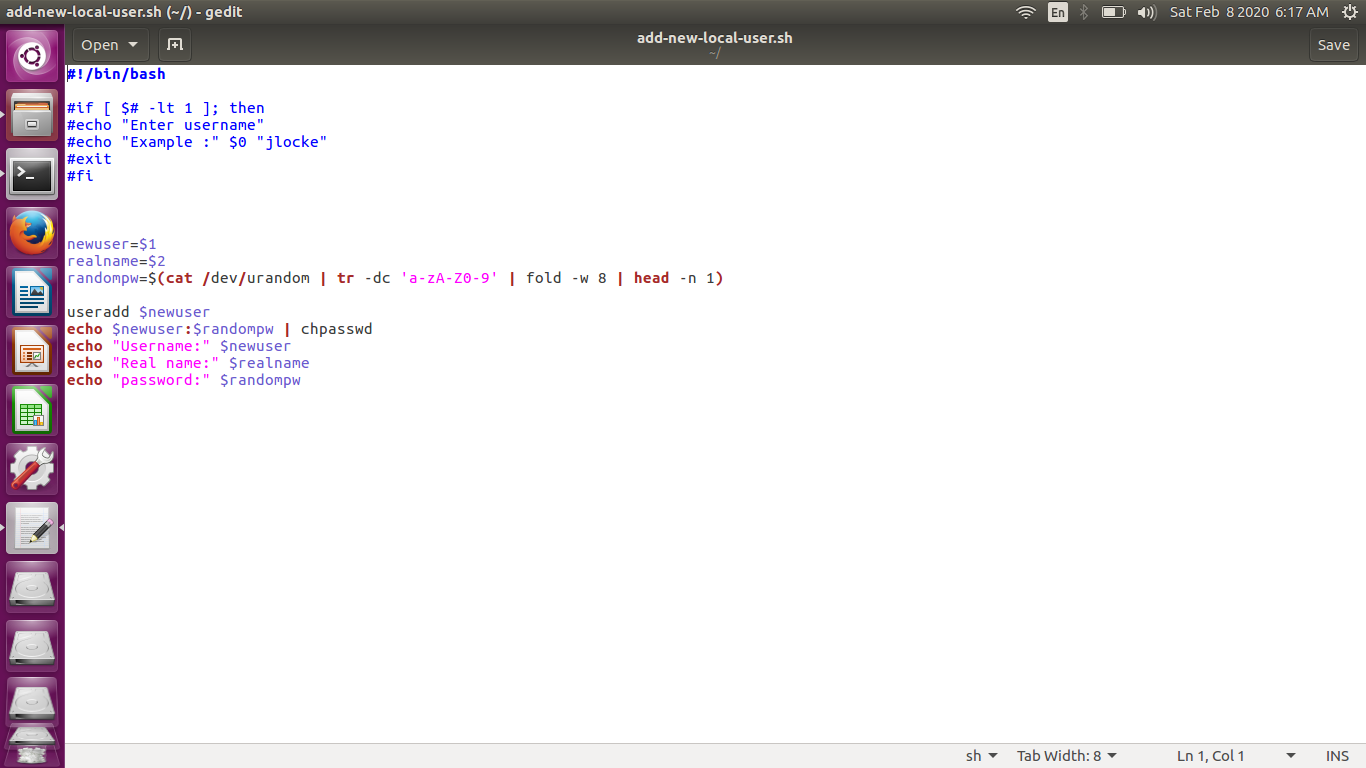 add-new-local-user.sh (~/) - gedit
En
Sat Feb 8 2020 6:17 AM
Open
add-new-local-user.sh
~/
Save
#!/bin/bash
#if [ $# -lt 1 ]; then
#echo "Enter username"
#echo "Example :" $0 "jlocke"
#exit
#fi
newuser=$1
realname=$2
randompw=$(cat /dev/urandom | tr -dc 'a-zA-Z0-9' | fold -w 8 | head -n 1)
useradd $newuser
echo $newuser:$randompw | chpasswd
echo "Username:" $newuser
echo "Real name:" $realname
echo "password:" $randompw
sh
Tab Width: 8
Ln 1, Col 1
INS